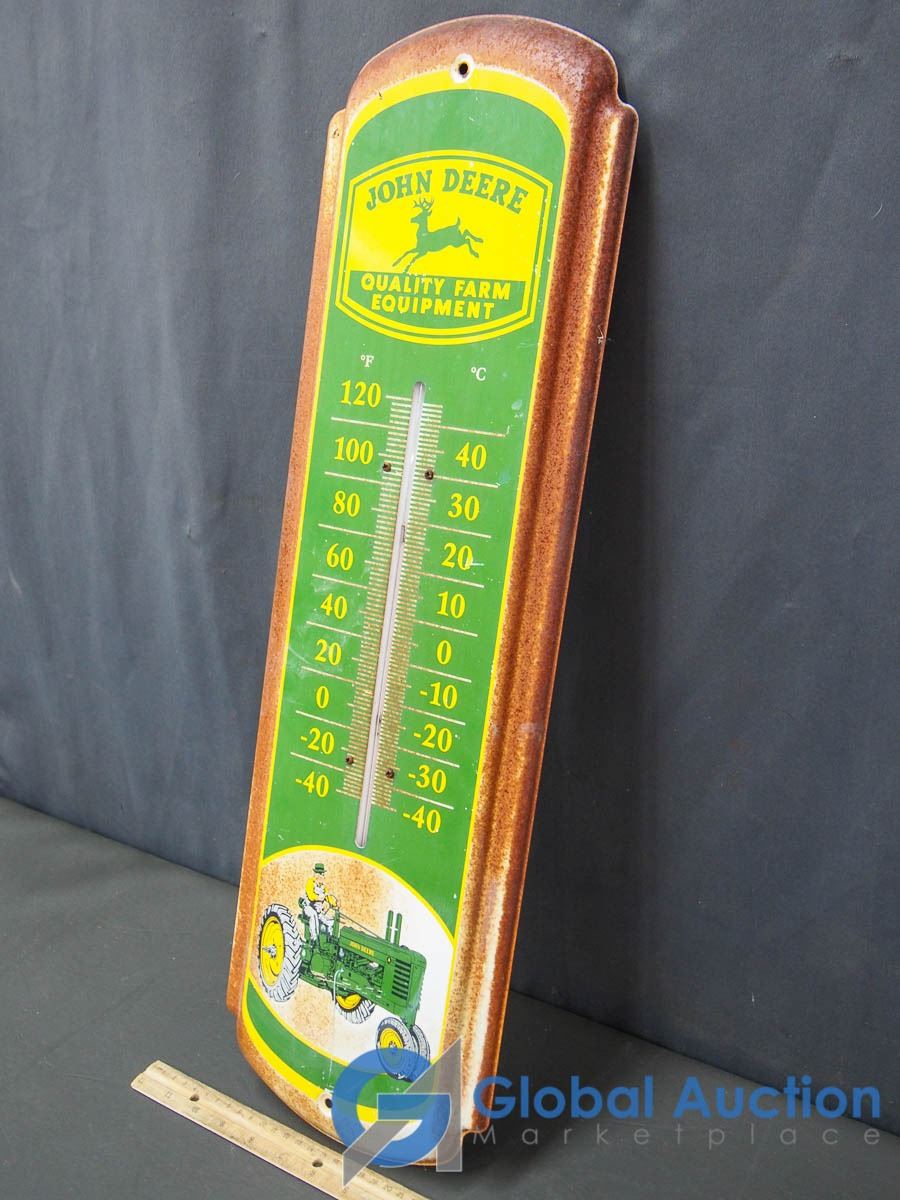 JOHN DEERE
QUALITY FARM
EQUIPMENT
°F °C
120
100 40
80 30
60 20
40 10
20 0
0 -10
-20 -20
-40 -30
-40
JOHN DEERE
Global Auction
Marketplace